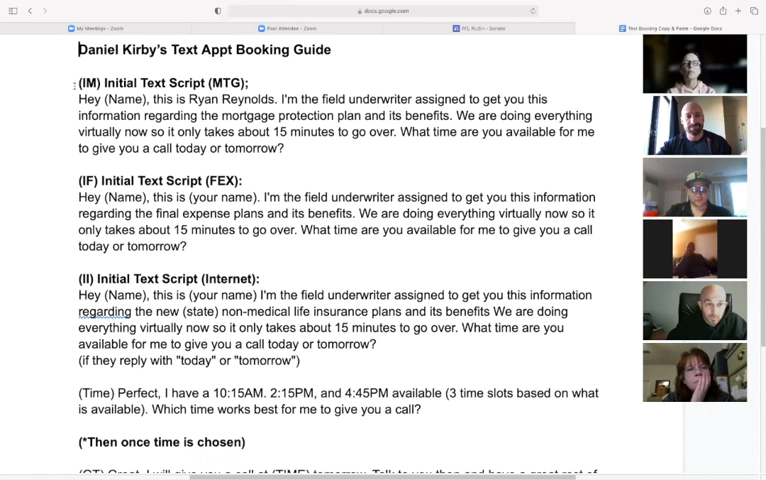 docs.google.com
My Meetings - Zoom
Post Attendee - Zoom
FFL RUSH - Scripts
Text Booking Copy & Paste - Google Docs
Daniel Kirby's Text Appt Booking Guide
(IM) Initial Text Script (MTG);
Hey (Name), this is Ryan Reynolds. I'm the field underwriter assigned to get you this
information regarding the mortgage protection plan and its benefits. We are doing everything
virtually now so it only takes about 15 minutes to go over. What time are you available for me
to give you a call today or tomorrow?
(IF) Initial Text Script (FEX):
Hey (Name), this is (your name). I'm the field underwriter assigned to get you this information
regarding the final expense plans and its benefits. We are doing everything virtually now so it
only takes about 15 minutes to go over. What time are you available for me to give you a call
today or tomorrow?
(II) Initial Text Script (Internet):
Hey (Name), this is (your name) I'm the field underwriter assigned to get you this information
regarding the new (state) non-medical life insurance plans and its benefits We are doing
everything virtually now so it only takes about 15 minutes to go over. What time are you
available for me to give you a call today or tomorrow?
(if they reply with "today" or "tomorrow")
(Time) Perfect, I have a 10:15AM. 2:15PM, and 4:45PM available (3 time slots based on what
is available). Which time works best for me to give you a call?
(*Then once time is chosen)